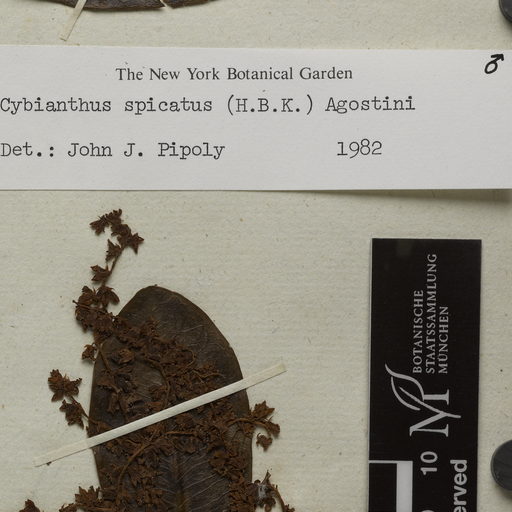 ♂
The New York Botanical Garden
Cybianthus spicatus (H.B.K.) Agostini
Det.: John J. Pipoly 1982
BOTANISCHE
STAATSSAMMLUNG
MÜNCHEN
M
10
erved